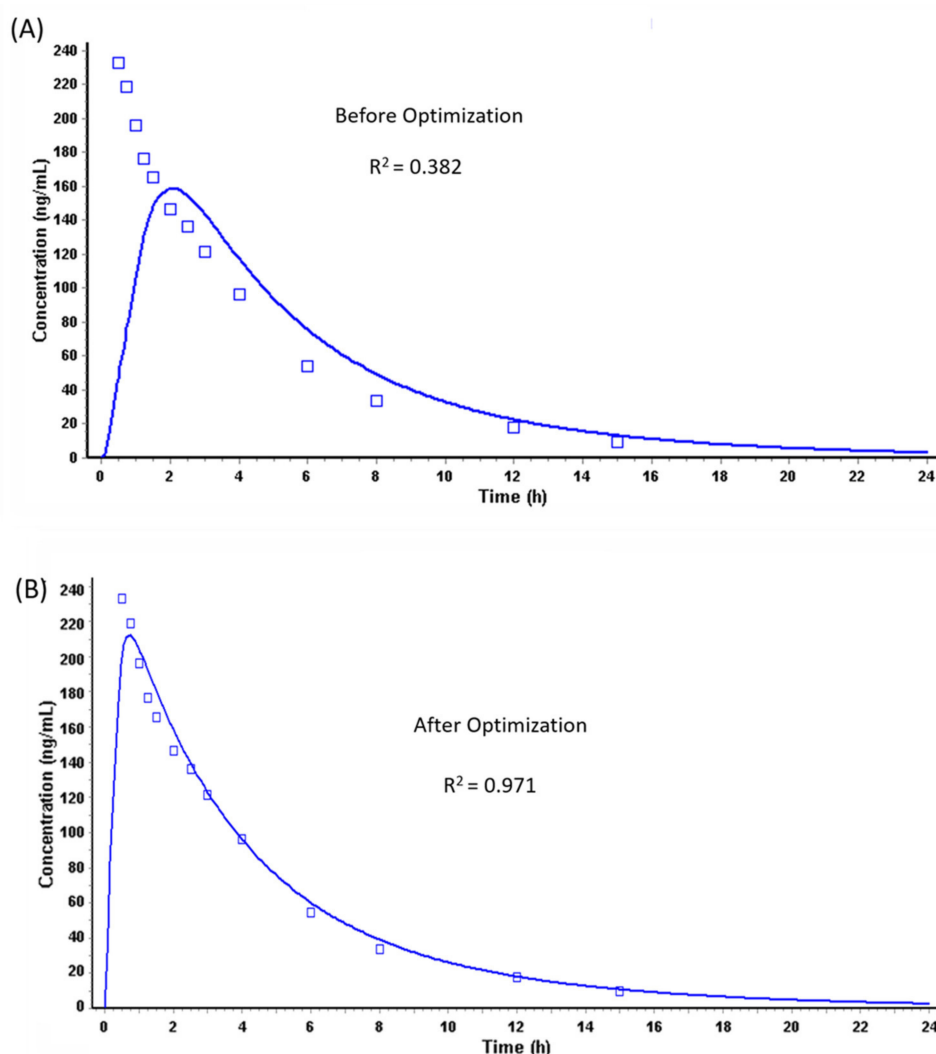 (A)
240
220
200
180
160
140
120
100
80
60
40
20
0
Concentration (ng/mL)
Before Optimization
R² = 0.382
0 2 4 6 8 10 12 14 16 18 20 22 24
Time (h)
(B)
240
220
200
180
160
140
120
100
80
60
40
20
0
Concentration (ng/mL)
After Optimization
R² = 0.971
0 2 4 6 8 10 12 14 16 18 20 22 24
Time (h)